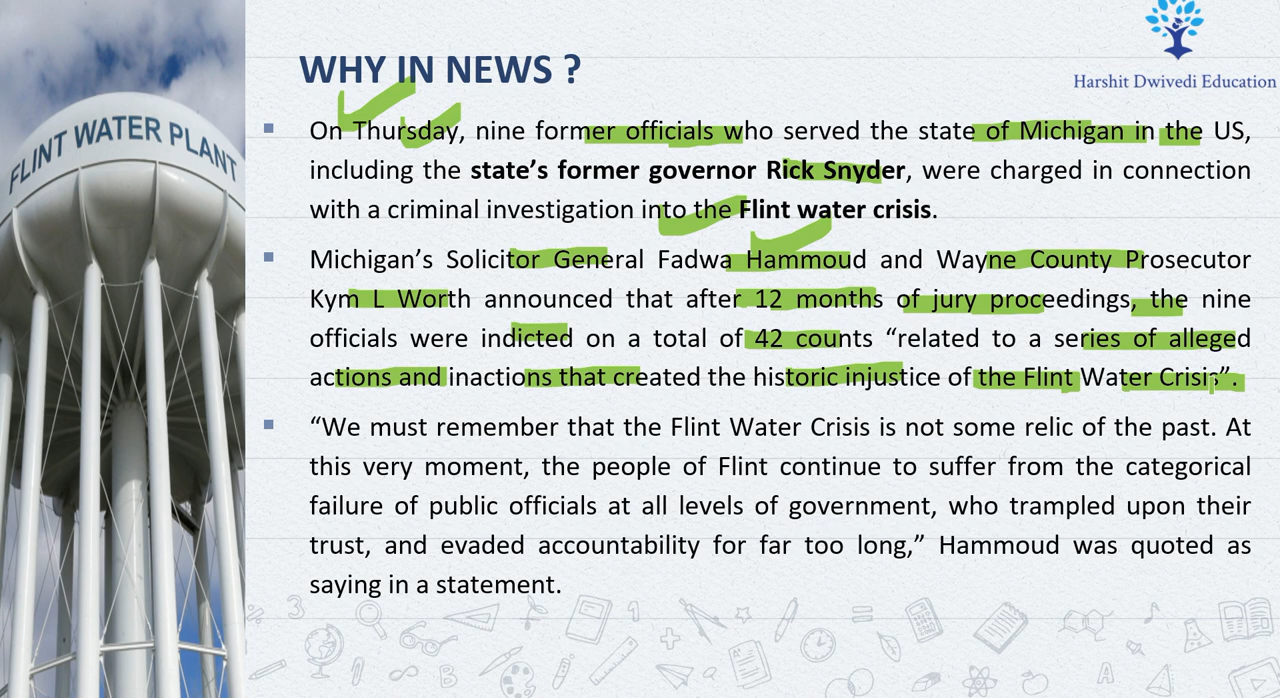 Harshit Dwivedi Education
WHY IN NEWS ?
FLINT WATER PLANT
On Thursday, nine former officials who served the state of Michigan in the US,
including the state’s former governor Rick Snyder, were charged in connection
with a criminal investigation into the Flint water crisis.
Michigan’s Solicitor General Fadwa Hammoud and Wayne County Prosecutor
Kym L Worth announced that after 12 months of jury proceedings, the nine
officials were indicted on a total of 42 counts “related to a series of alleged
actions and inactions that created the historic injustice of the Flint Water Crisis”.
“We must remember that the Flint Water Crisis is not some relic of the past. At
this very moment, the people of Flint continue to suffer from the categorical
failure of public officials at all levels of government, who trampled upon their
trust, and evaded accountability for far too long,” Hammoud was quoted as
saying in a statement.